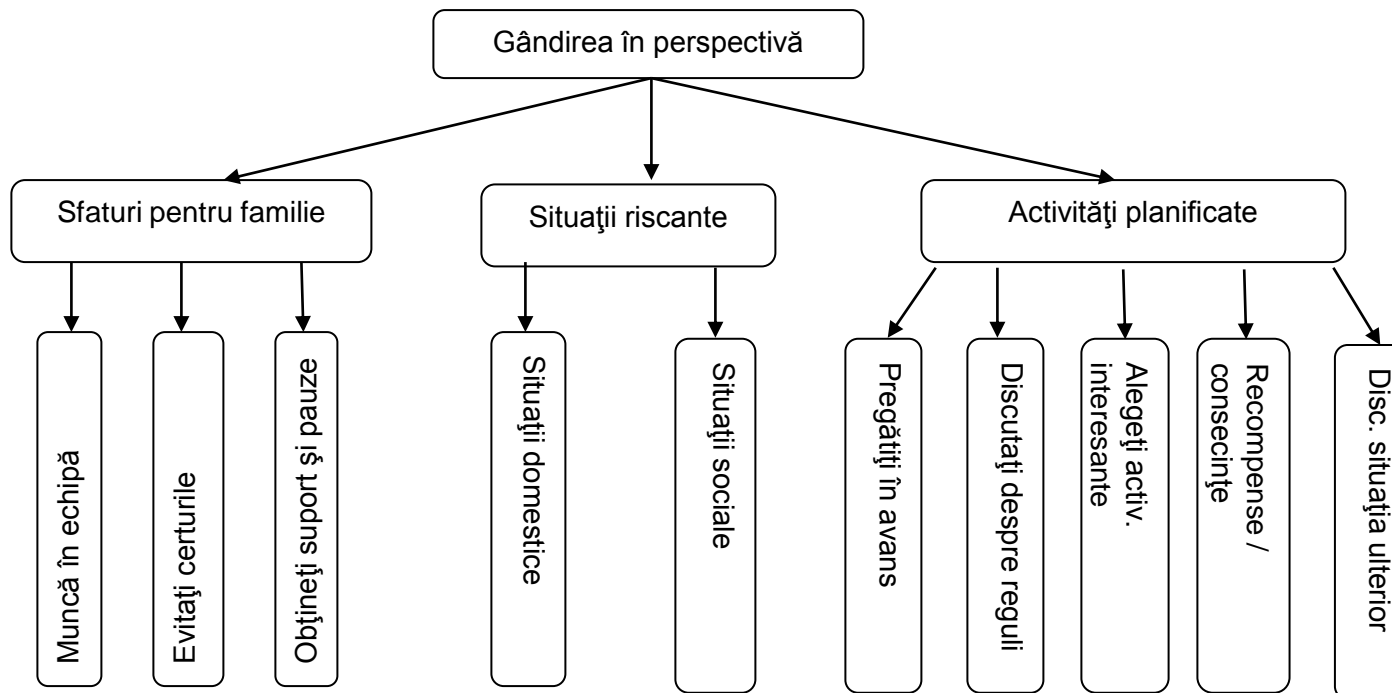 Gândirea în perspectivă
Sfaturi pentru familie
Situaţii riscante
Activităţi planificate
Muncă în echipă
Evitaţi certurile
Obţineţi suport şi pauze
Situaţii domestice
Situaţii sociale
Pregătiţi în avans
Discutaţi despre reguli
Alegeţi activ.
interesante
Recompense /
consecinţe
Disc. situaţia ulterior